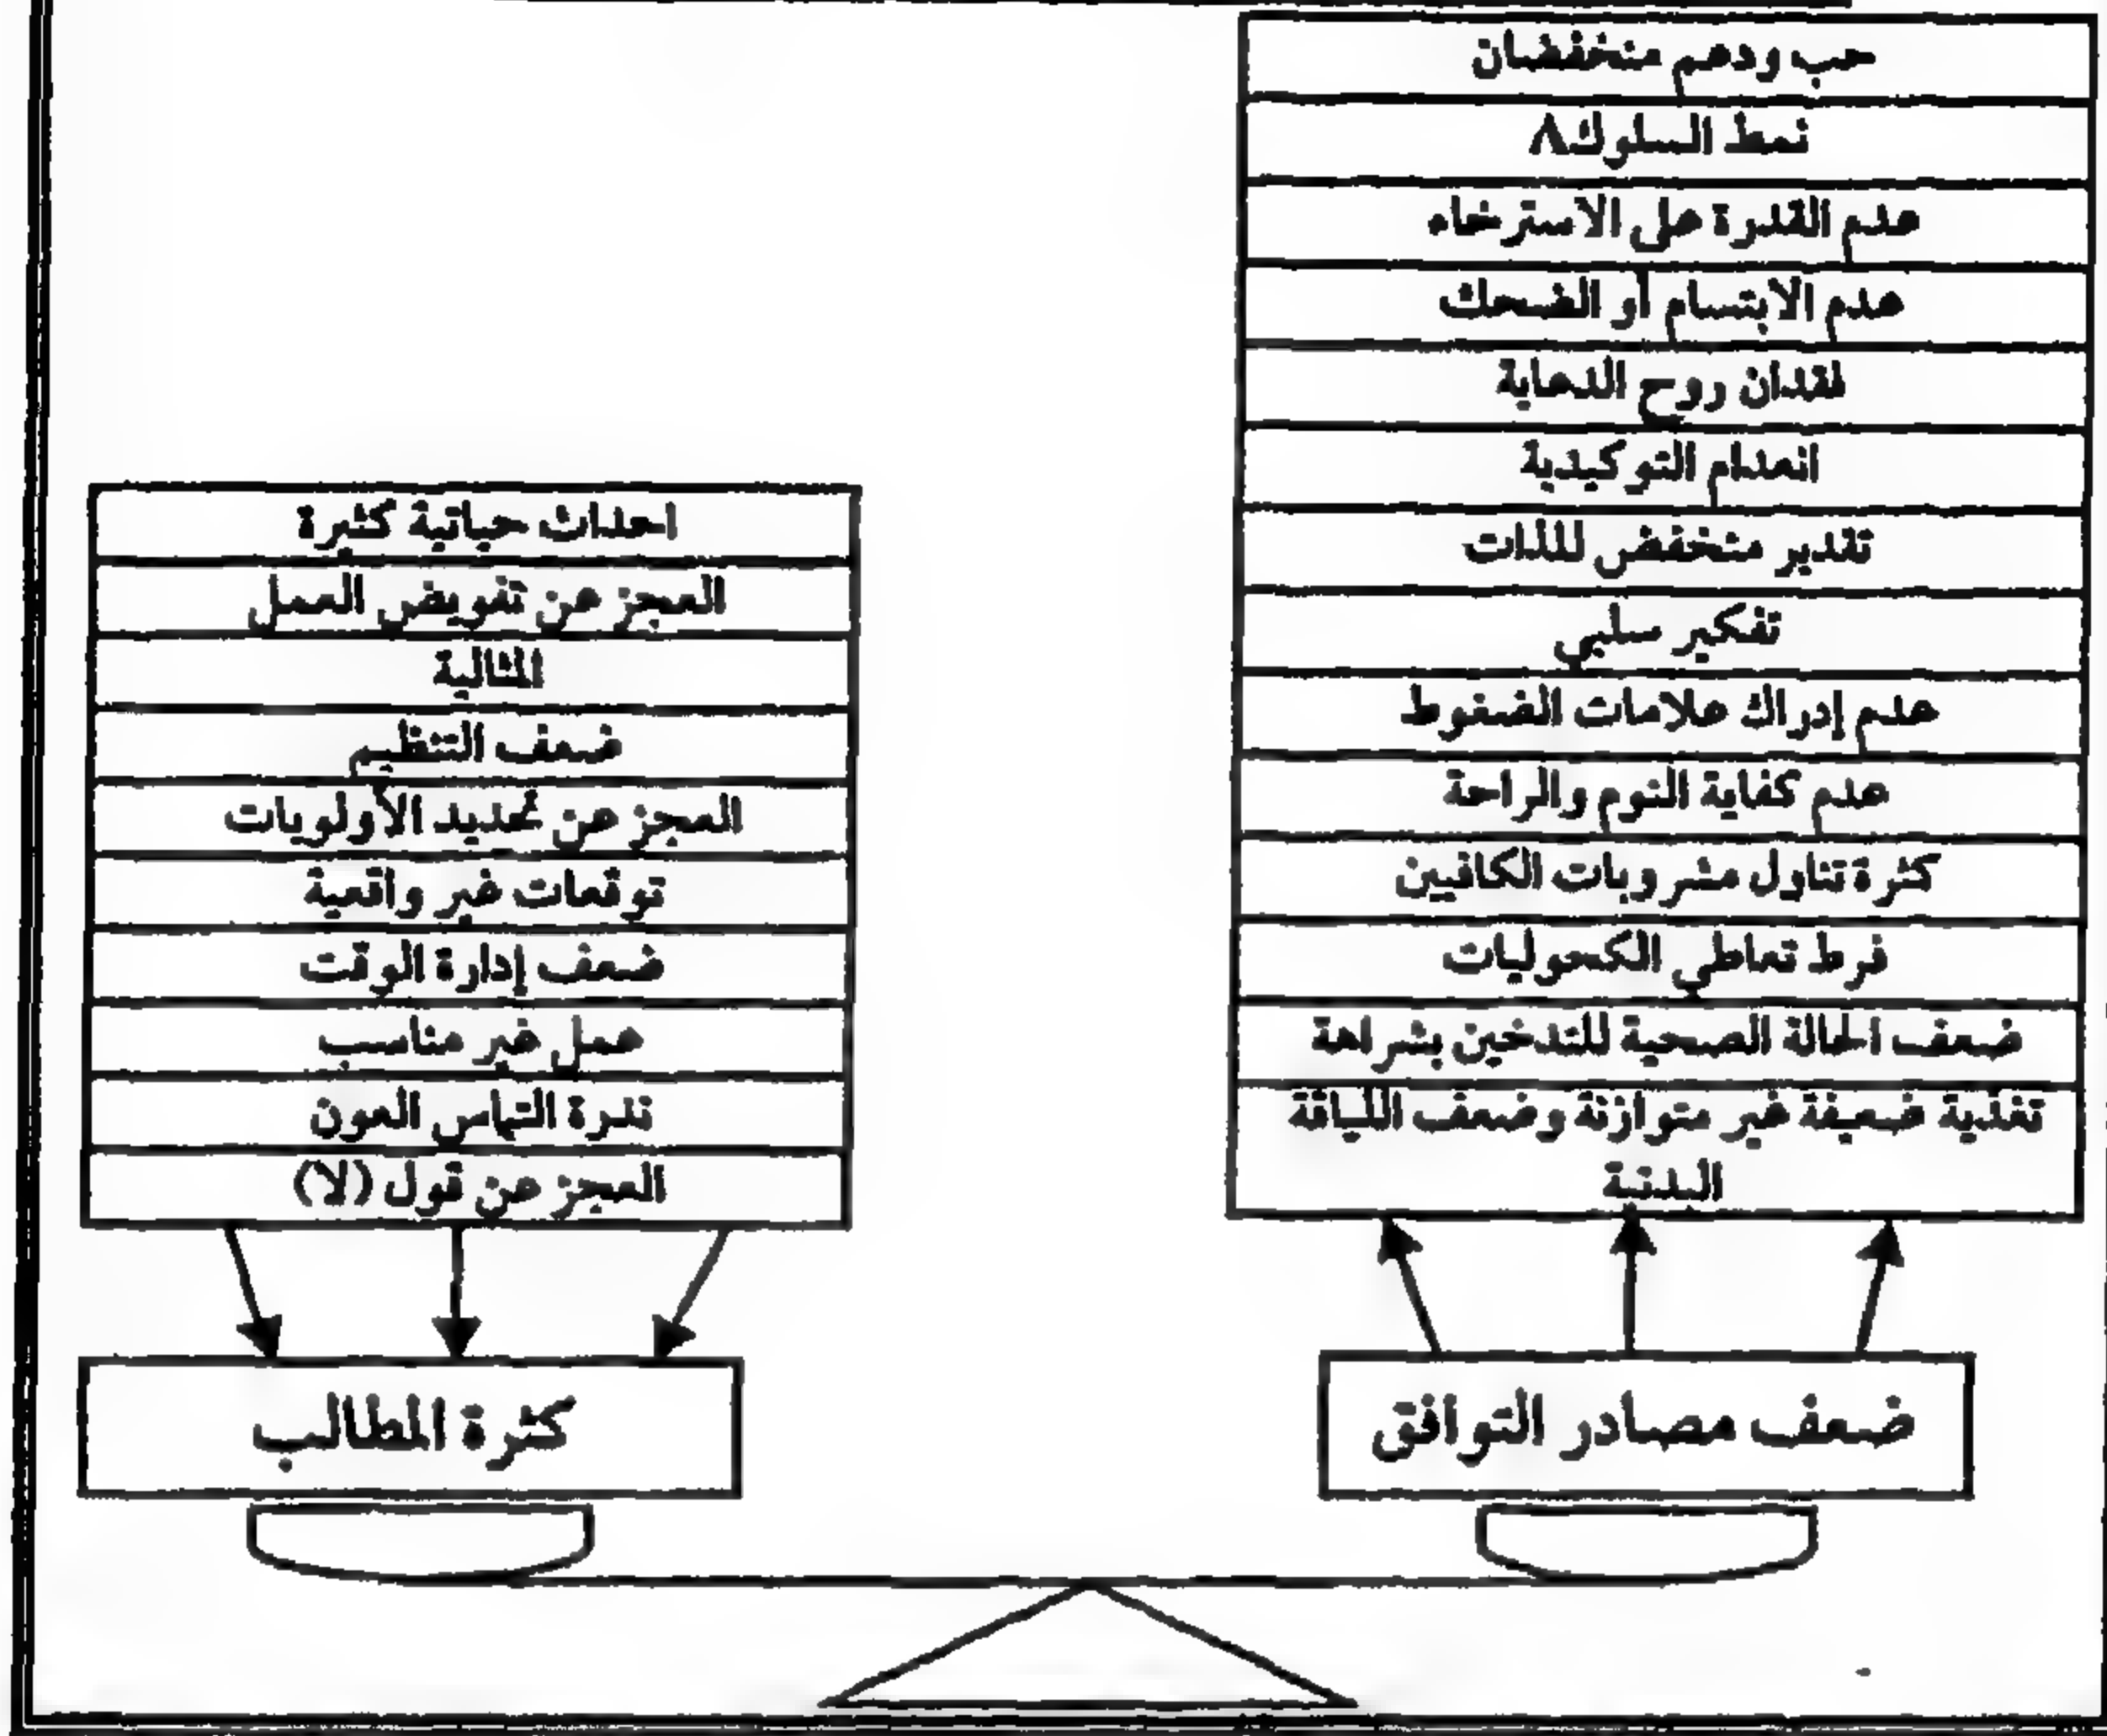 حب ودعم منخفضان
نمط السلوك٨
عدم القدرة على الاسترخاء
عدم الابتسام أو الضحك
فقدان روح الدعابة
انعدام التوكيدية
تقدير منخفض للذات
تفكير سلبي
عدم إدراك علامات الضغوط
عدم كفاية النوم والراحة
كثرة تناول مشروبات الكافين
فرط تعاطي الكحوليات
ضعف الحالة الصحية للتدخين بشراهة
تغذية ضعيفة غير متوازنة وضعف اللياقة
البدنية
ضعف مصادر التوافق
احداث حياتية كثيرة
العجز عن تفويض العمل
المثالية
ضعف التنظيم
العجز عن تحديد الأولويات
توقعات غير واقعية
ضعف إدارة الوقت
عمل غير مناسب
ندرة التماس العون
العجز عن قول (لا)
كثرة المطالب